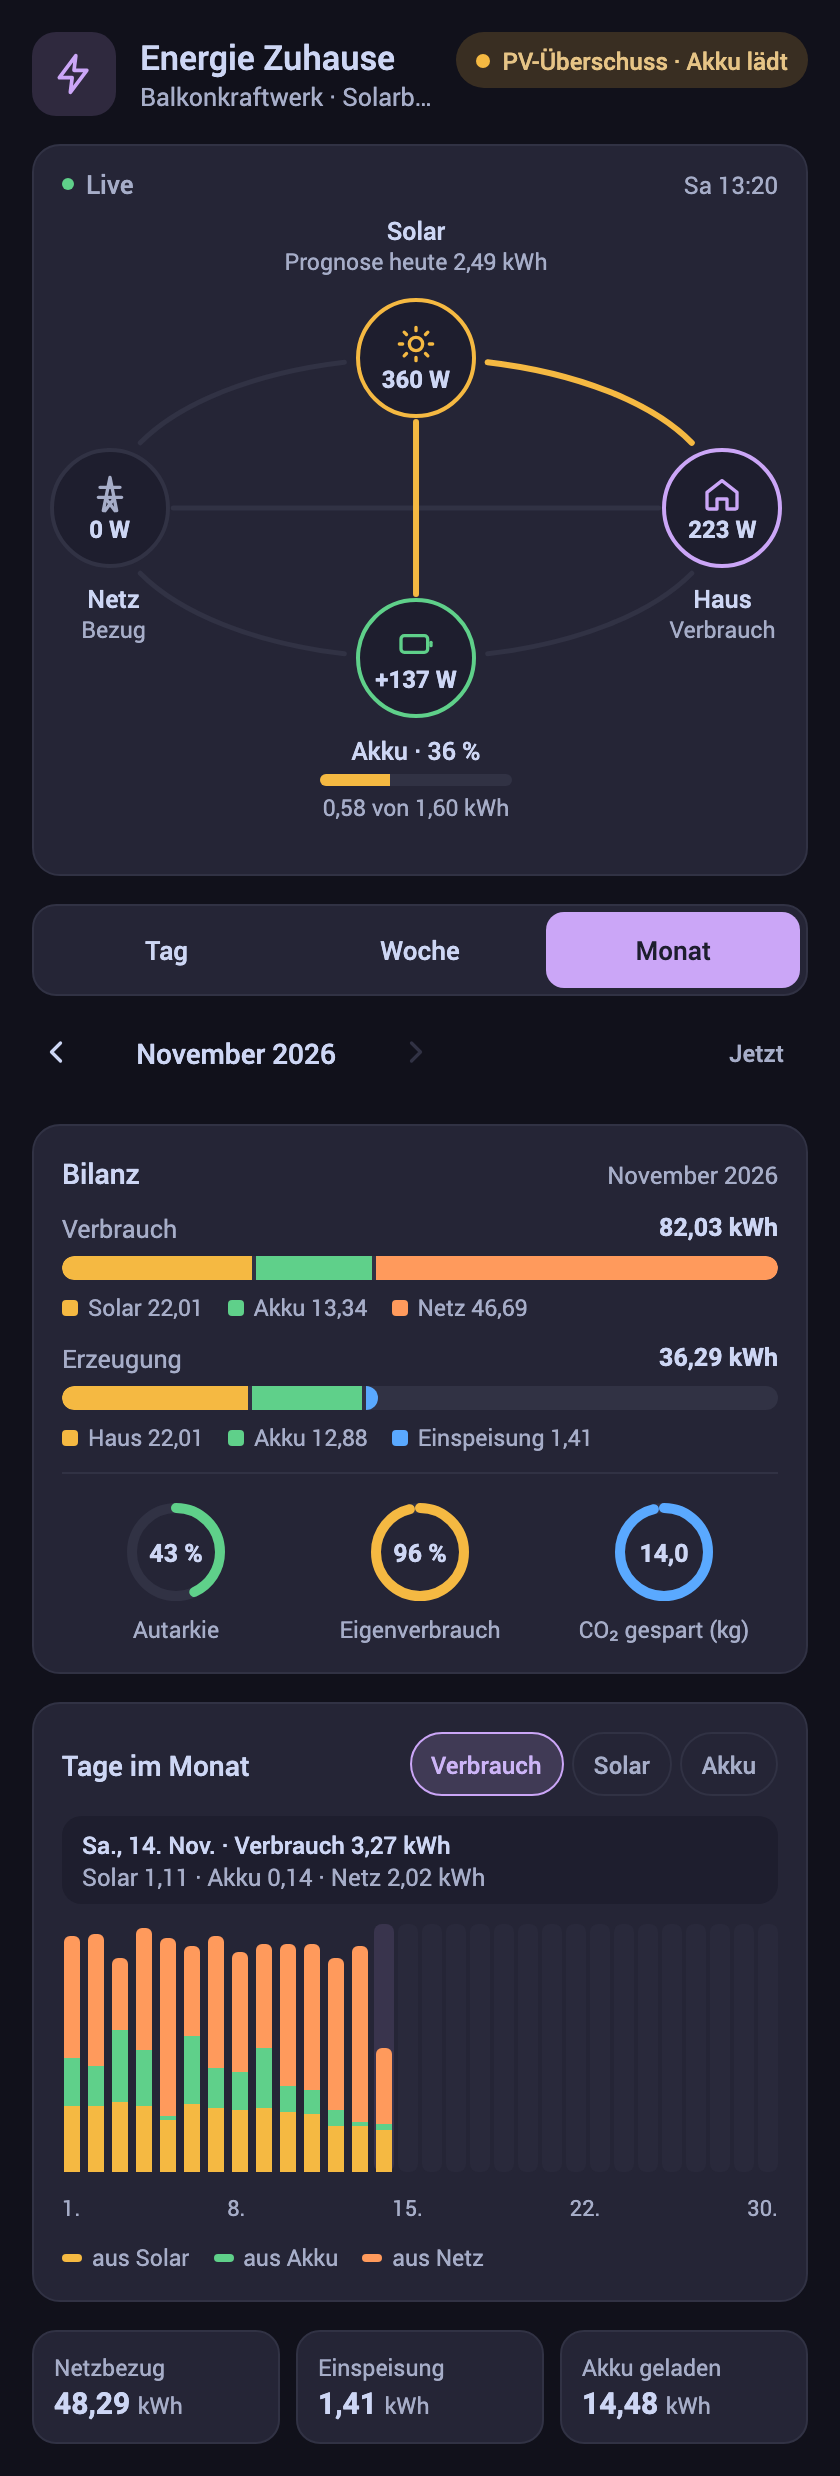 Energie Zuhause
Balkonkraftwerk · Solarb...
PV-Überschuss · Akku lädt
Live
Sa 13:20
Solar
Prognose heute 2,49 kWh
360 W
0 W
223 W
Netz
Bezug
Haus
Verbrauch
+137 W
Akku · 36 %
0,58 von 1,60 kWh
Tag
Woche
Monat
November 2026
Jetzt
Bilanz
November 2026
Verbrauch
82,03 kWh
Solar 22,01
Akku 13,34
Netz 46,69
Erzeugung
36,29 kWh
Haus 22,01
Akku 12,88
Einspeisung 1,41
43 %
96 %
14,0
Autarkie
Eigenverbrauch
CO₂ gespart (kg)
Tage im Monat
Verbrauch
Solar
Akku
Sa., 14. Nov. · Verbrauch 3,27 kWh
Solar 1,11 · Akku 0,14 · Netz 2,02 kWh
1.
8.
15.
22.
30.
aus Solar
aus Akku
aus Netz
Netzbezug
48,29 kWh
Einspeisung
1,41 kWh
Akku geladen
14,48 kWh